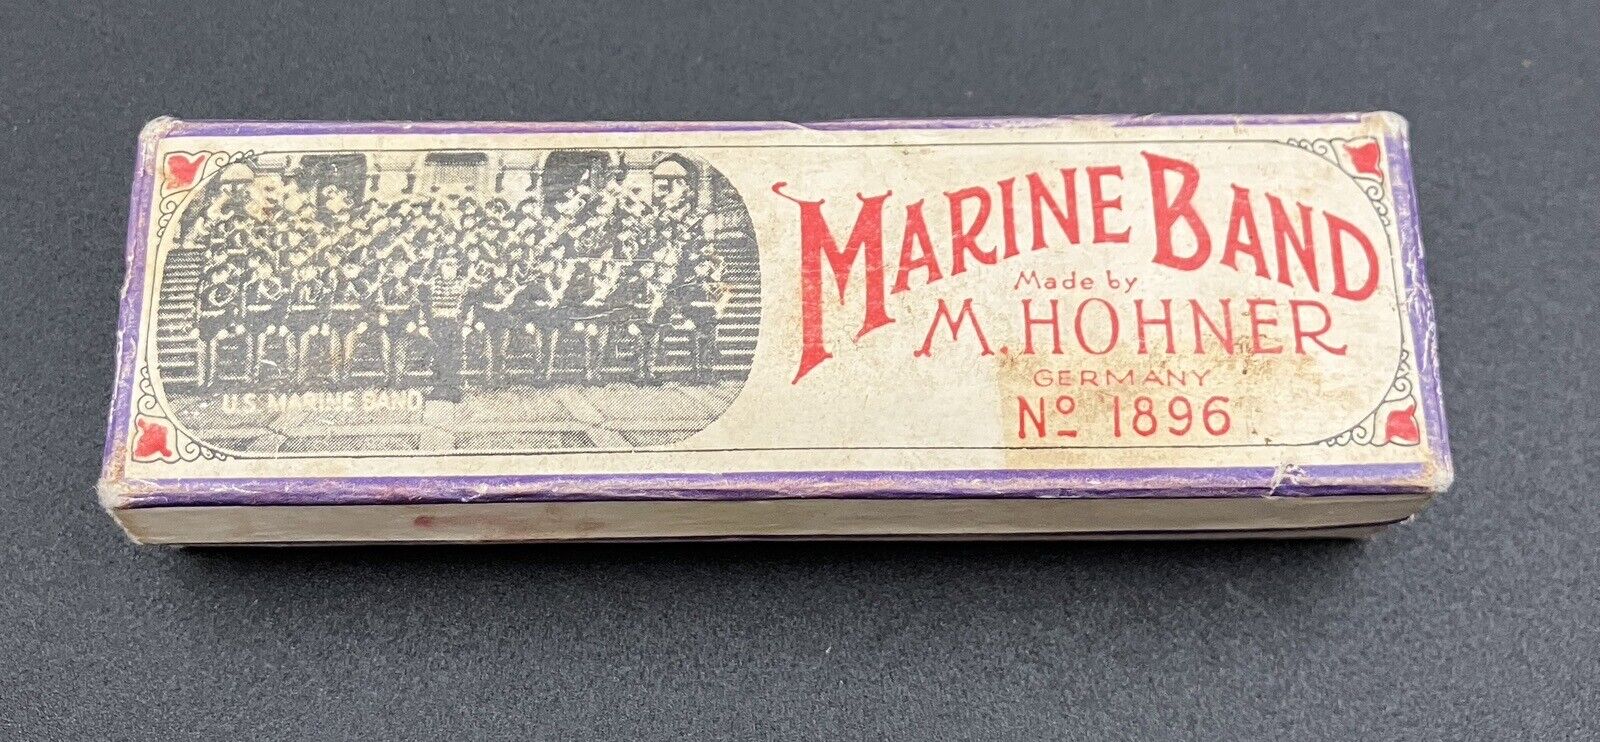 U.S. MARINE BAND
MARINE BAND
Made by
M. HOHNER
GERMANY
No 1896